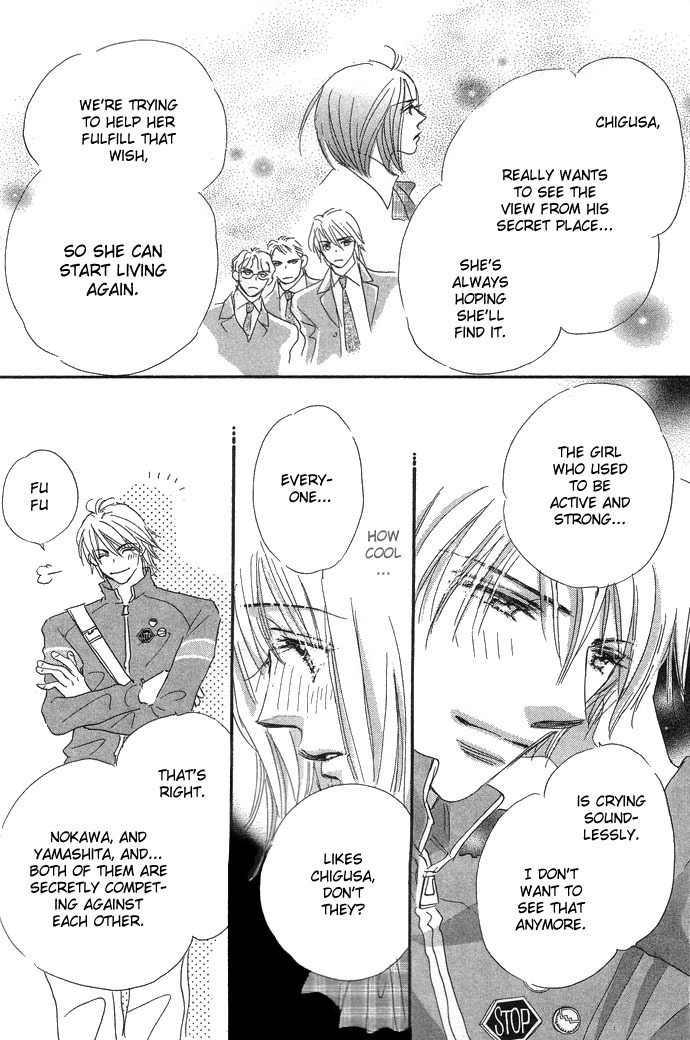 CHIGUSA,
REALLY WANTS
TO SEE THE
VIEW FROM HIS
SECRET PLACE...
SHE'S
ALWAYS
HOPING
SHE'LL
FIND IT.
WE'RE TRYING
TO HELP HER
FULFILL THAT
WISH,
SO SHE CAN
START LIVING
AGAIN.
THE GIRL
WHO USED
TO BE
ACTIVE AND
STRONG...
IS CRYING
SOUND-
LESSLY.
I DON'T
WANT TO
SEE THAT
ANYMORE.
STOP
EVERY-
ONE...
HOW
COOL
...
LIKES
CHIGUSA,
DON'T
THEY?
FU
FU
STOP
THAT'S
RIGHT.
NOKAWA, AND
YAMASHITA, AND...
BOTH OF THEM ARE
SECRETLY COMPET-
ING AGAINST
EACH OTHER.